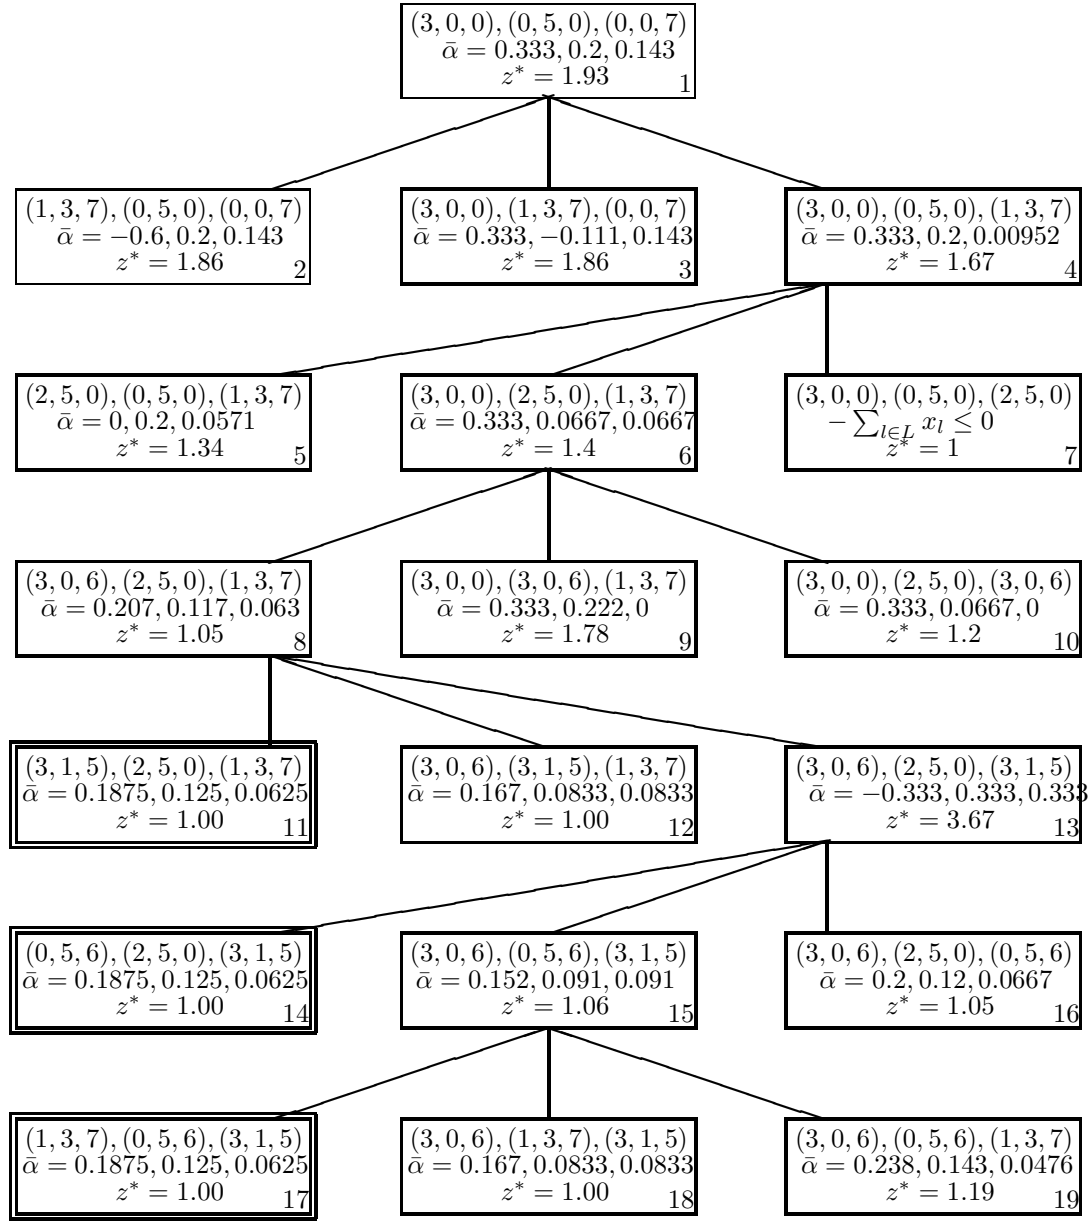 (3, 0, 0), (0, 5, 0), (0, 0, 7)
ᾱ = 0.333, 0.2, 0.143
z* = 1.93
1
(1, 3, 7), (0, 5, 0), (0, 0, 7)
ᾱ = −0.6, 0.2, 0.143
z* = 1.86
2
(3, 0, 0), (1, 3, 7), (0, 0, 7)
ᾱ = 0.333, −0.111, 0.143
z* = 1.86
3
(3, 0, 0), (0, 5, 0), (1, 3, 7)
ᾱ = 0.333, 0.2, 0.00952
z* = 1.67
4
(2, 5, 0), (0, 5, 0), (1, 3, 7)
ᾱ = 0, 0.2, 0.0571
z* = 1.34
5
(3, 0, 0), (2, 5, 0), (1, 3, 7)
ᾱ = 0.333, 0.0667, 0.0667
z* = 1.4
6
(3, 0, 0), (0, 5, 0), (2, 5, 0)
− ∑_{l∈L} x_l ≤ 0
z* = 1
7
(3, 0, 6), (2, 5, 0), (1, 3, 7)
ᾱ = 0.207, 0.117, 0.063
z* = 1.05
8
(3, 0, 0), (3, 0, 6), (1, 3, 7)
ᾱ = 0.333, 0.222, 0
z* = 1.78
9
(3, 0, 0), (2, 5, 0), (3, 0, 6)
ᾱ = 0.333, 0.0667, 0
z* = 1.2
10
(3, 1, 5), (2, 5, 0), (1, 3, 7)
ᾱ = 0.1875, 0.125, 0.0625
z* = 1.00
11
(3, 0, 6), (3, 1, 5), (1, 3, 7)
ᾱ = 0.167, 0.0833, 0.0833
z* = 1.00
12
(3, 0, 6), (2, 5, 0), (3, 1, 5)
ᾱ = −0.333, 0.333, 0.333
z* = 3.67
13
(0, 5, 6), (2, 5, 0), (3, 1, 5)
ᾱ = 0.1875, 0.125, 0.0625
z* = 1.00
14
(3, 0, 6), (0, 5, 6), (3, 1, 5)
ᾱ = 0.152, 0.091, 0.091
z* = 1.06
15
(3, 0, 6), (2, 5, 0), (0, 5, 6)
ᾱ = 0.2, 0.12, 0.0667
z* = 1.05
16
(1, 3, 7), (0, 5, 6), (3, 1, 5)
ᾱ = 0.1875, 0.125, 0.0625
z* = 1.00
17
(3, 0, 6), (1, 3, 7), (3, 1, 5)
ᾱ = 0.167, 0.0833, 0.0833
z* = 1.00
18
(3, 0, 6), (0, 5, 6), (1, 3, 7)
ᾱ = 0.238, 0.143, 0.0476
z* = 1.19
19